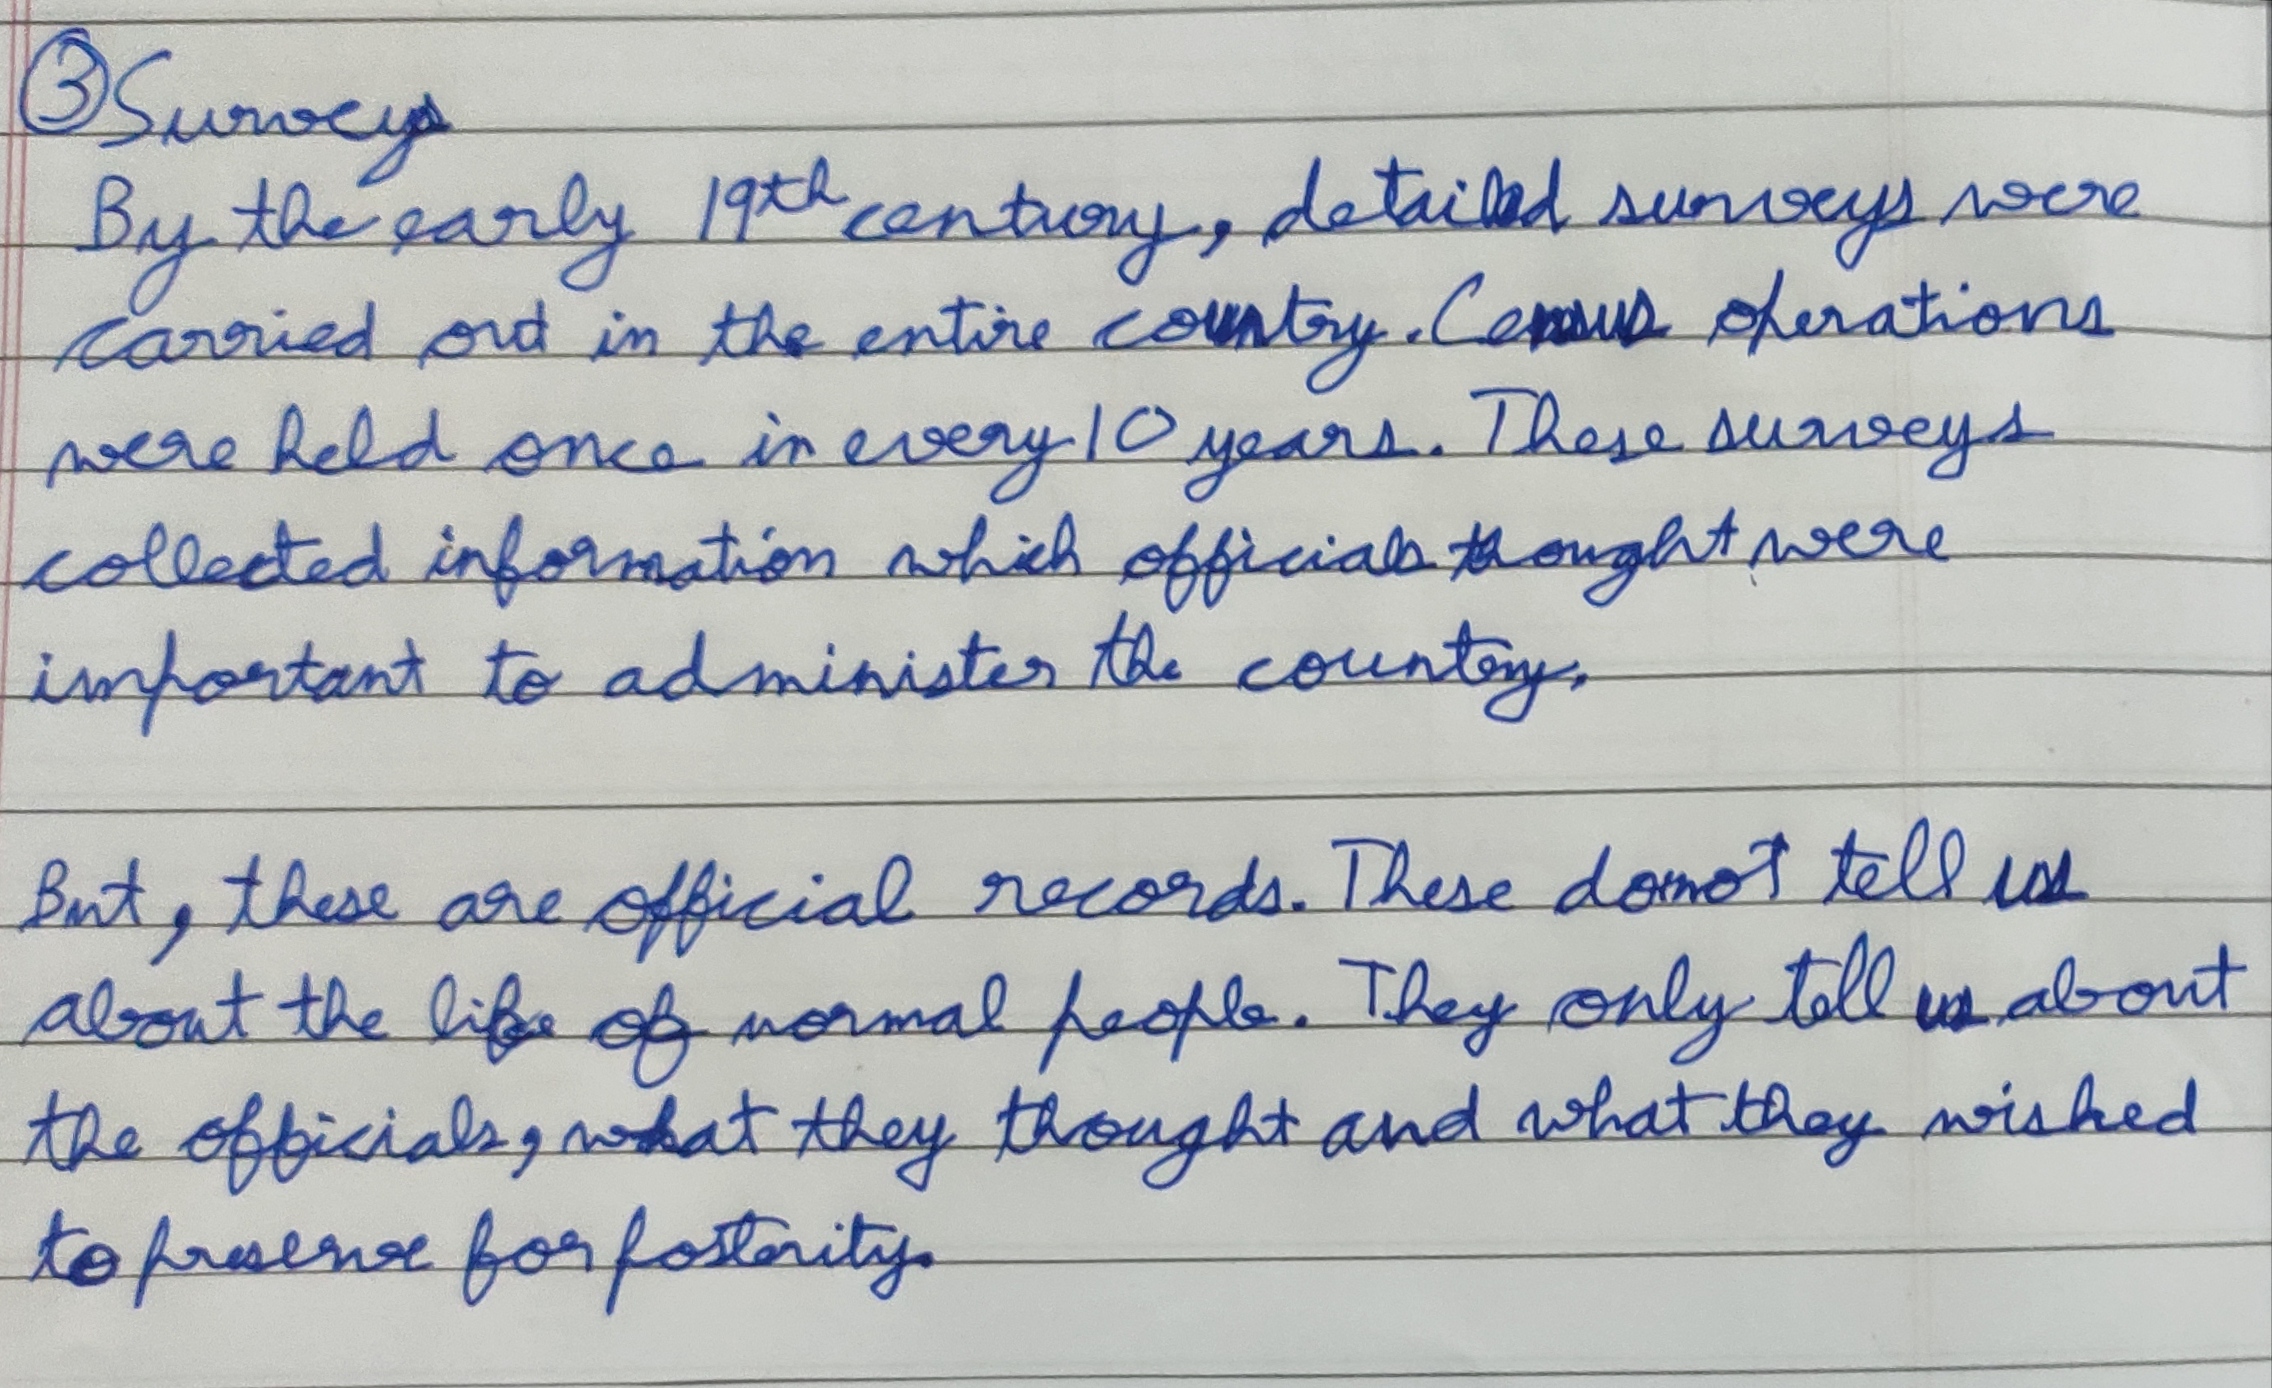 ③ Surveys
By the early 19th century, detailed surveys were
carried out in the entire country. Census operations
were held once in every 10 years. These surveys
collected information which officials thought were
important to administer the country.
But, these are official records. These donot tell us
about the life of normal people. They only tell us about
the officials, what they thought and what they wished
to preserve for posterity.